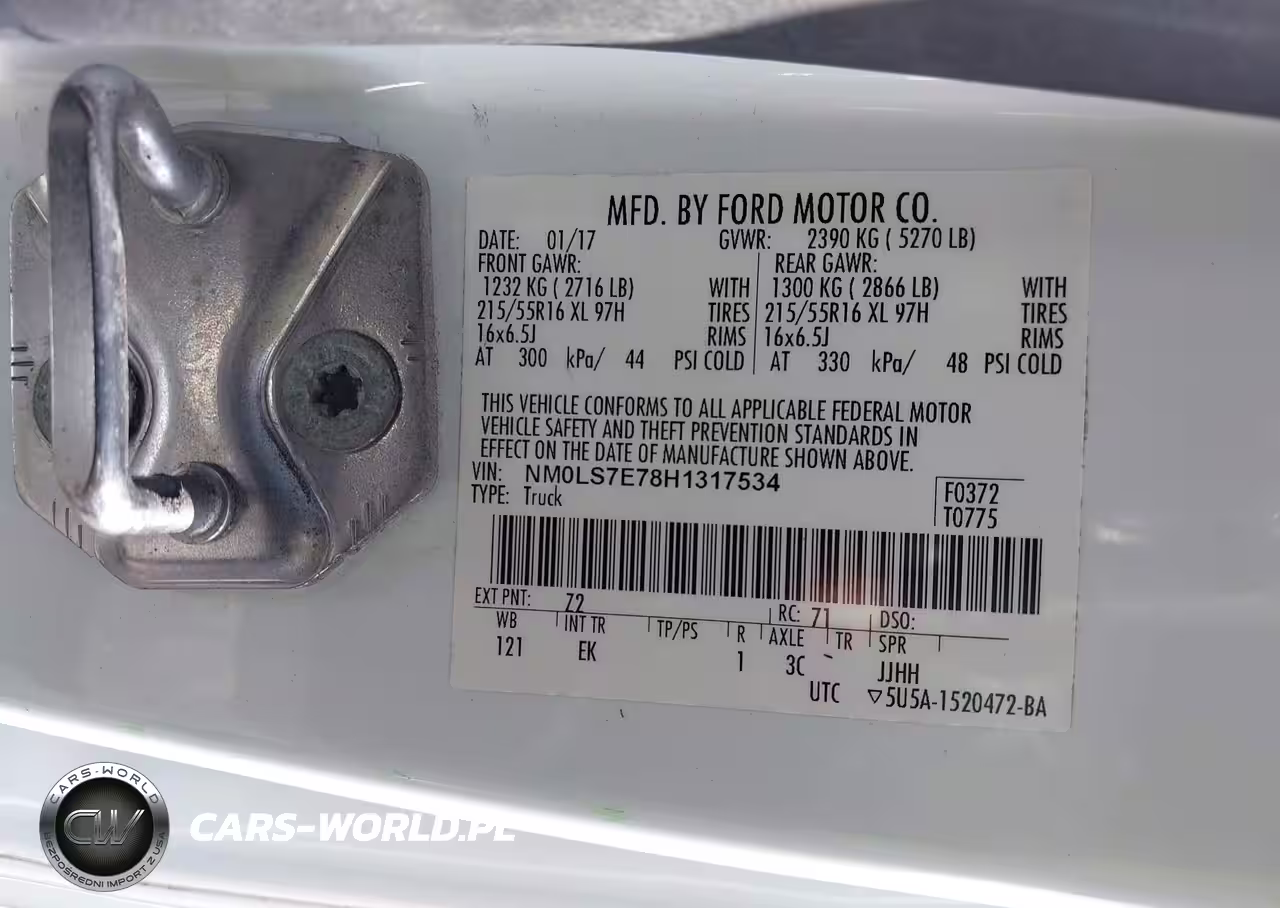 MFD. BY FORD MOTOR CO.
DATE: 01/17 GVWR: 2390 KG ( 5270 LB)
FRONT GAWR: REAR GAWR:
1232 KG ( 2716 LB) WITH 1300 KG ( 2866 LB) WITH
215/55R16 XL 97H TIRES 215/55R16 XL 97H TIRES
16x6.5J RIMS 16x6.5J RIMS
AT 300 kPa/ 44 PSI COLD AT 330 kPa/ 48 PSI COLD
THIS VEHICLE CONFORMS TO ALL APPLICABLE FEDERAL MOTOR
VEHICLE SAFETY AND THEFT PREVENTION STANDARDS IN
EFFECT ON THE DATE OF MANUFACTURE SHOWN ABOVE.
VIN: NM0LS7E78H1317534
TYPE: Truck
F0372
T0775
EXT PNT: Z2 RC: 71 DSO:
WB INT TR TP/PS R AXLE TR SPR
121 EK 1 3C - JJHH
UTC ▽5U5A-1520472-BA
CARS-WORLD
CW
BEZPOŚREDNI IMPORT Z USA
CARS-WORLD.PL